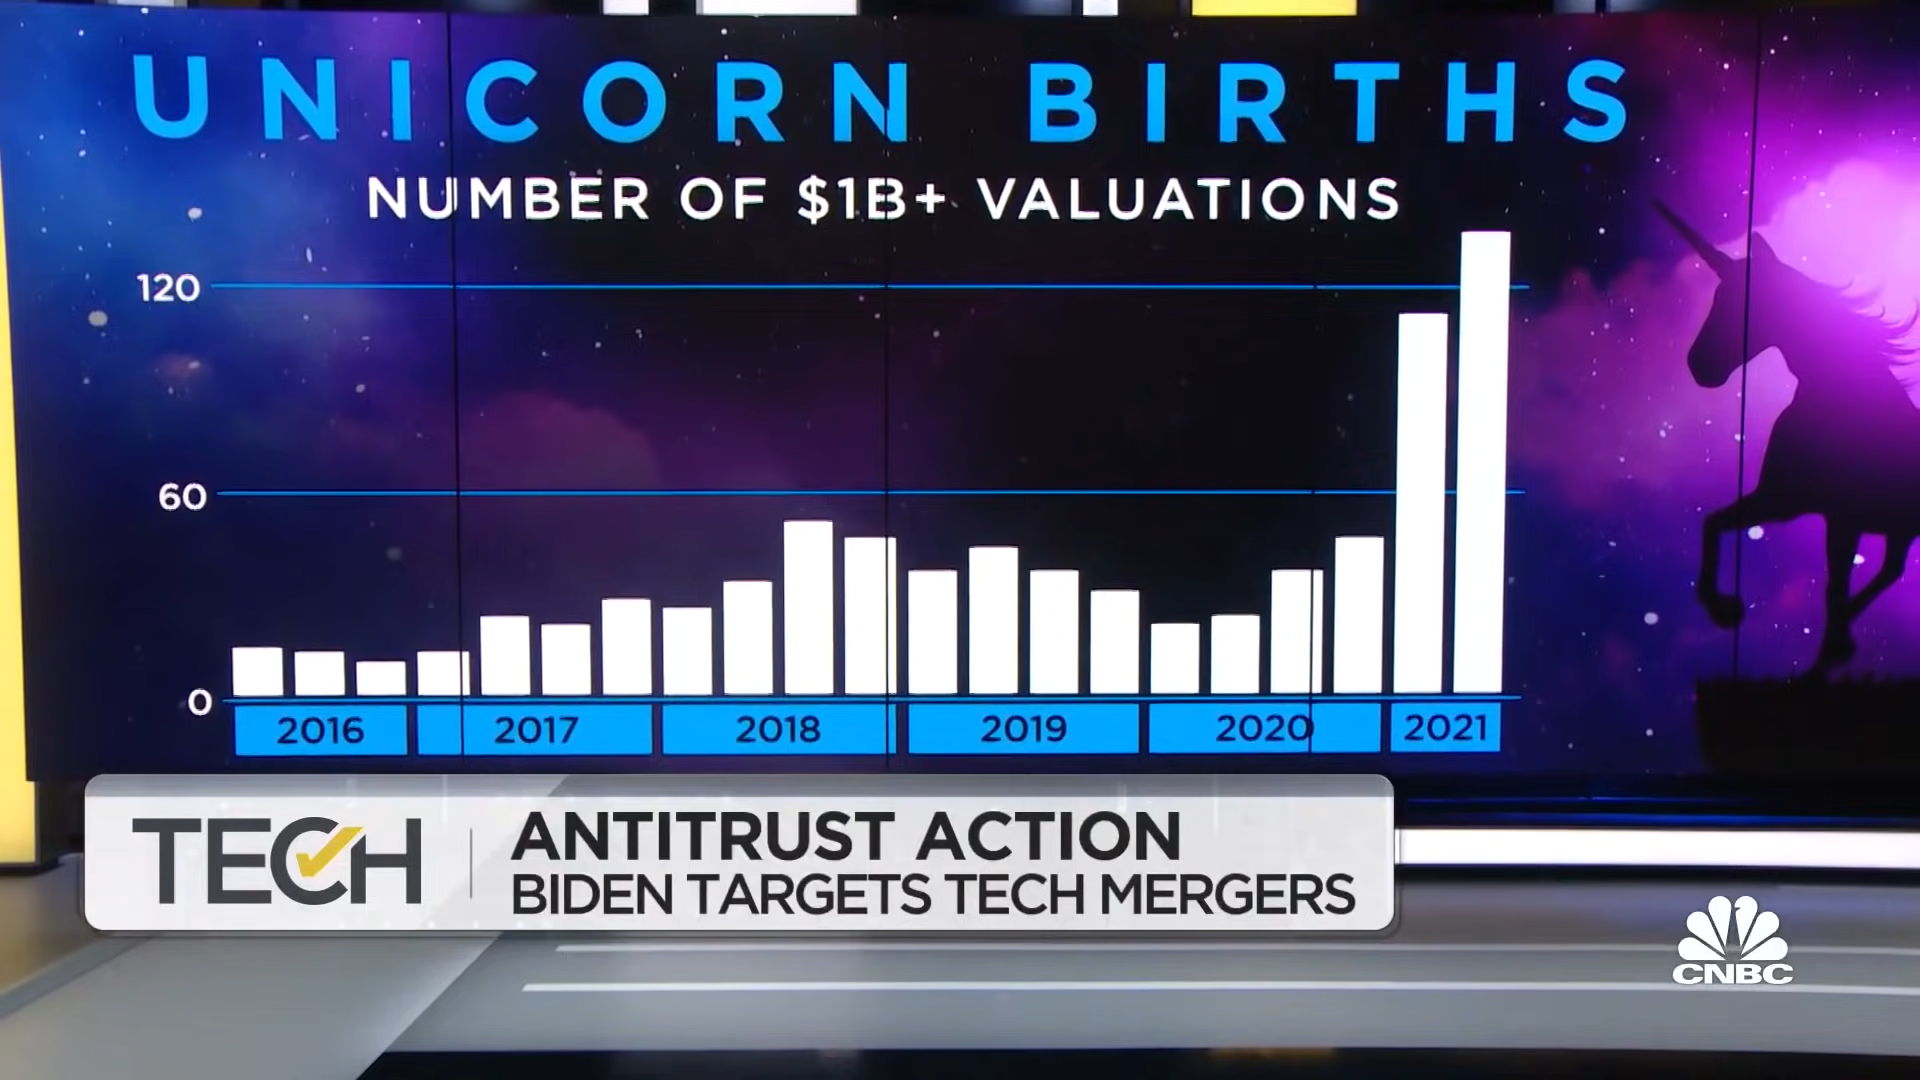 UNICORN BIRTHS
NUMBER OF $1B+ VALUATIONS
120
60
0
2016 2017 2018 2019 2020 2021
TECH
ANTITRUST ACTION
BIDEN TARGETS TECH MERGERS
CNBC